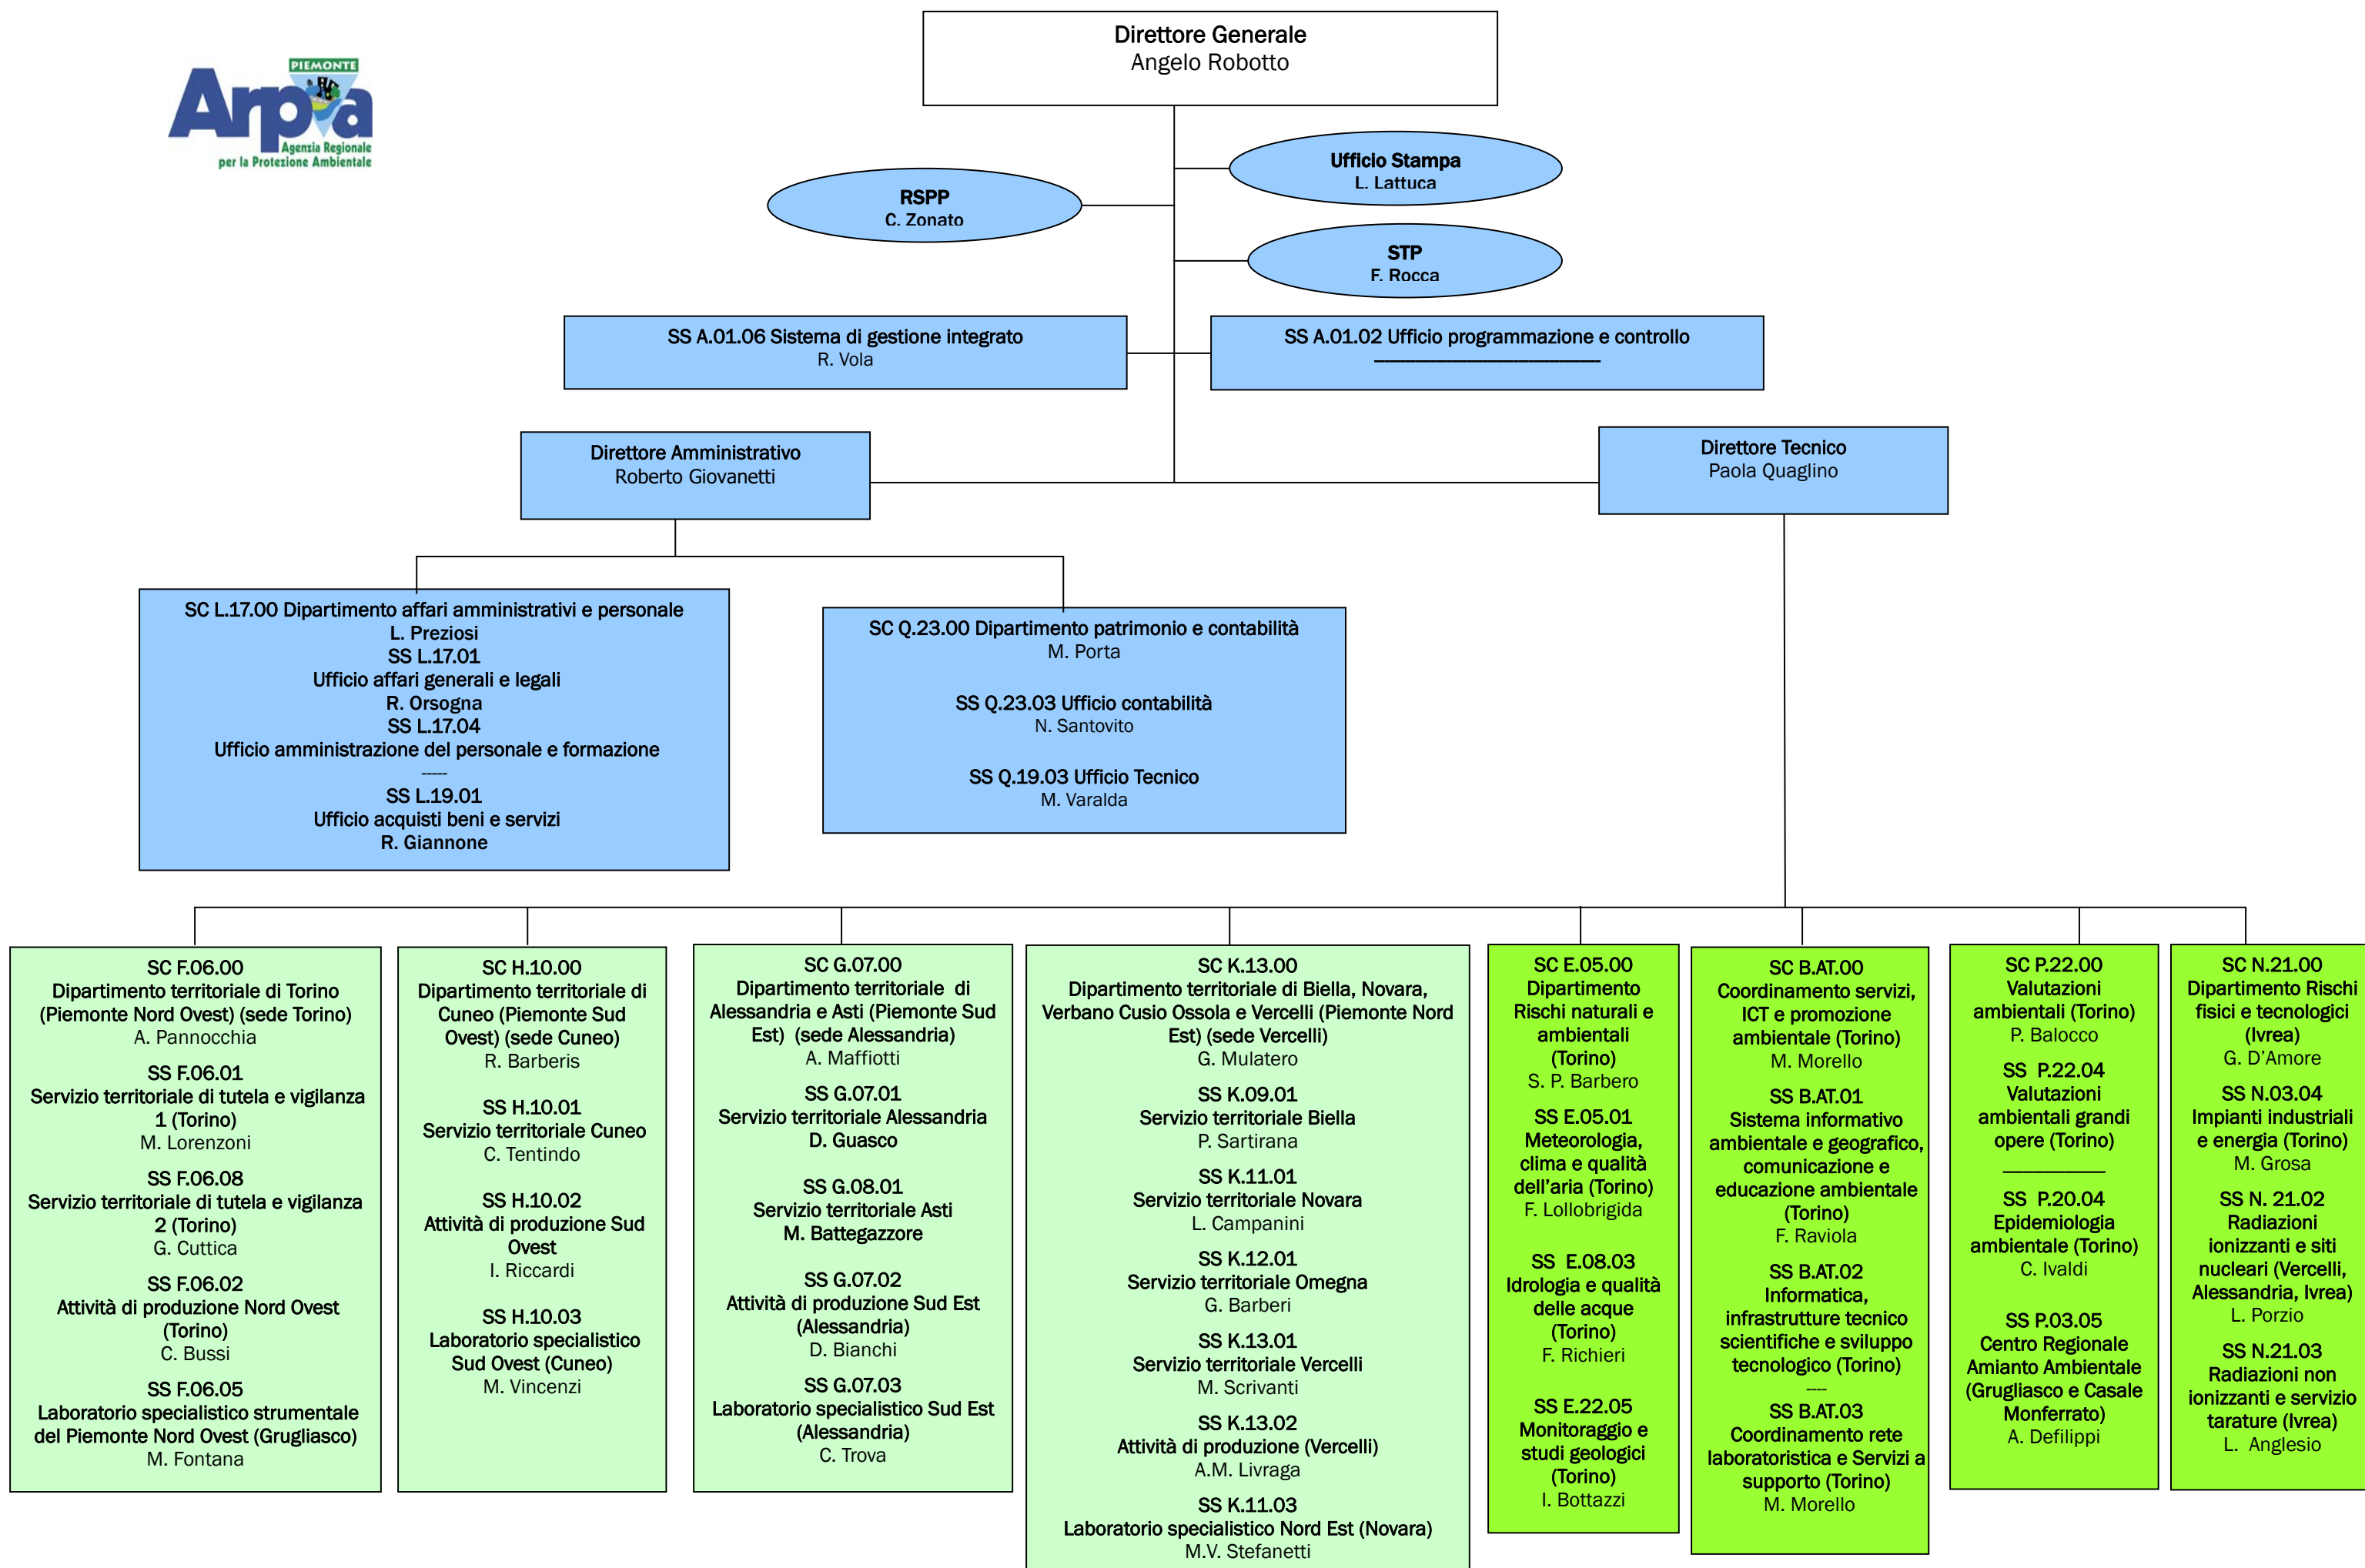 PIEMONTE
Arpa
Agenzia Regionale
per la Protezione Ambientale
Direttore Generale
Angelo Robotto
Ufficio Stampa
L. Lattuca
RSPP
C. Zonato
STP
F. Rocca
SS A.01.06 Sistema di gestione integrato
R. Vola
SS A.01.02 Ufficio programmazione e controllo
Direttore Amministrativo
Roberto Giovanetti
Direttore Tecnico
Paola Quaglino
SC L.17.00 Dipartimento affari amministrativi e personale
L. Preziosi
SS L.17.01
Ufficio affari generali e legali
R. Orsogna
SS L.17.04
Ufficio amministrazione del personale e formazione
-----
SS L.19.01
Ufficio acquisti beni e servizi
R. Giannone
SC Q.23.00 Dipartimento patrimonio e contabilità
M. Porta
SS Q.23.03 Ufficio contabilità
N. Santovito
SS Q.19.03 Ufficio Tecnico
M. Varalda
SC F.06.00
Dipartimento territoriale di Torino
(Piemonte Nord Ovest) (sede Torino)
A. Pannocchia
SS F.06.01
Servizio territoriale di tutela e vigilanza
1 (Torino)
M. Lorenzoni
SS F.06.08
Servizio territoriale di tutela e vigilanza
2 (Torino)
G. Cuttica
SS F.06.02
Attività di produzione Nord Ovest
(Torino)
C. Bussi
SS F.06.05
Laboratorio specialistico strumentale
del Piemonte Nord Ovest (Grugliasco)
M. Fontana
SC H.10.00
Dipartimento territoriale di
Cuneo (Piemonte Sud
Ovest) (sede Cuneo)
R. Barberis
SS H.10.01
Servizio territoriale Cuneo
C. Tentindo
SS H.10.02
Attività di produzione Sud
Ovest
I. Riccardi
SS H.10.03
Laboratorio specialistico
Sud Ovest (Cuneo)
M. Vincenzi
SC G.07.00
Dipartimento territoriale di
Alessandria e Asti (Piemonte Sud
Est) (sede Alessandria)
A. Maffiotti
SS G.07.01
Servizio territoriale Alessandria
D. Guasco
SS G.08.01
Servizio territoriale Asti
M. Battegazzore
SS G.07.02
Attività di produzione Sud Est
(Alessandria)
D. Bianchi
SS G.07.03
Laboratorio specialistico Sud Est
(Alessandria)
C. Trova
SC K.13.00
Dipartimento territoriale di Biella, Novara,
Verbano Cusio Ossola e Vercelli (Piemonte Nord
Est) (sede Vercelli)
G. Mulatero
SS K.09.01
Servizio territoriale Biella
P. Sartirana
SS K.11.01
Servizio territoriale Novara
L. Campanini
SS K.12.01
Servizio territoriale Omegna
G. Barberi
SS K.13.01
Servizio territoriale Vercelli
M. Scrivanti
SS K.13.02
Attività di produzione (Vercelli)
A.M. Livraga
SS K.11.03
Laboratorio specialistico Nord Est (Novara)
M.V. Stefanetti
SC E.05.00
Dipartimento
Rischi naturali e
ambientali
(Torino)
S. P. Barbero
SS E.05.01
Meteorologia,
clima e qualità
dell'aria (Torino)
F. Lollobrigida
SS E.08.03
Idrologia e qualità
delle acque
(Torino)
F. Richieri
SS E.22.05
Monitoraggio e
studi geologici
(Torino)
I. Bottazzi
SC B.AT.00
Coordinamento servizi,
ICT e promozione
ambientale (Torino)
M. Morello
SS B.AT.01
Sistema informativo
ambientale e geografico,
comunicazione e
educazione ambientale
(Torino)
F. Raviola
SS B.AT.02
Informatica,
infrastrutture tecnico
scientifiche e sviluppo
tecnologico (Torino)
----
SS B.AT.03
Coordinamento rete
laboratoristica e Servizi a
supporto (Torino)
M. Morello
SC P.22.00
Valutazioni
ambientali (Torino)
P. Balocco
SS P.22.04
Valutazioni
ambientali grandi
opere (Torino)
SS P.20.04
Epidemiologia
ambientale (Torino)
C. Ivaldi
SS P.03.05
Centro Regionale
Amianto Ambientale
(Grugliasco e Casale
Monferrato)
A. Defilippi
SC N.21.00
Dipartimento Rischi
fisici e tecnologici
(Ivrea)
G. D'Amore
SS N.03.04
Impianti industriali
e energia (Torino)
M. Grosa
SS N. 21.02
Radiazioni
ionizzanti e siti
nucleari (Vercelli,
Alessandria, Ivrea)
L. Porzio
SS N.21.03
Radiazioni non
ionizzanti e servizio
tarature (Ivrea)
L. Anglesio